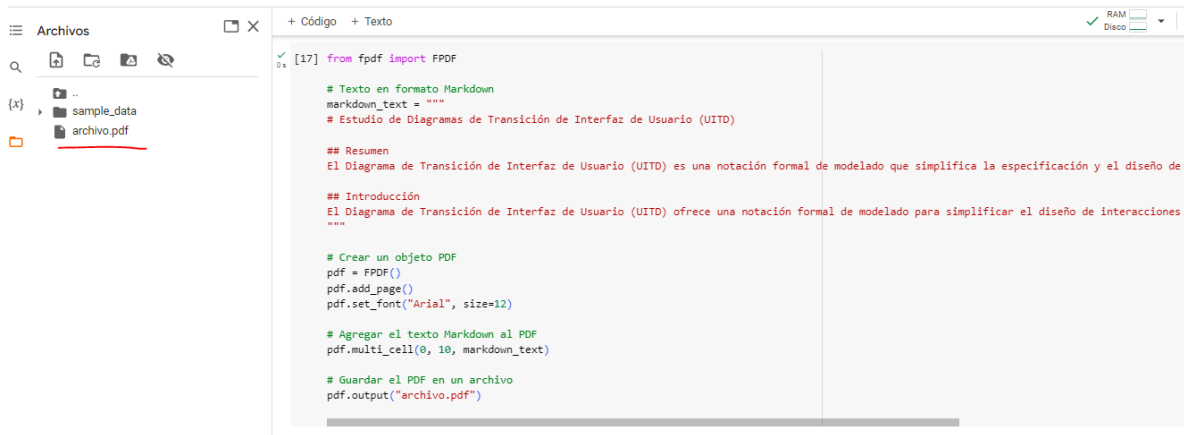 Archivos
..
sample_data
archivo.pdf
{x}
+ Código + Texto
RAM
Disco
0 s
[17] from fpdf import FPDF
# Texto en formato Markdown
markdown_text = """
# Estudio de Diagramas de Transición de Interfaz de Usuario (UITD)
## Resumen
El Diagrama de Transición de Interfaz de Usuario (UITD) es una notación formal de modelado que simplifica la especificación y el diseño de
## Introducción
El Diagrama de Transición de Interfaz de Usuario (UITD) ofrece una notación formal de modelado para simplificar el diseño de interacciones
"""
# Crear un objeto PDF
pdf = FPDF()
pdf.add_page()
pdf.set_font("Arial", size=12)
# Agregar el texto Markdown al PDF
pdf.multi_cell(0, 10, markdown_text)
# Guardar el PDF en un archivo
pdf.output("archivo.pdf")